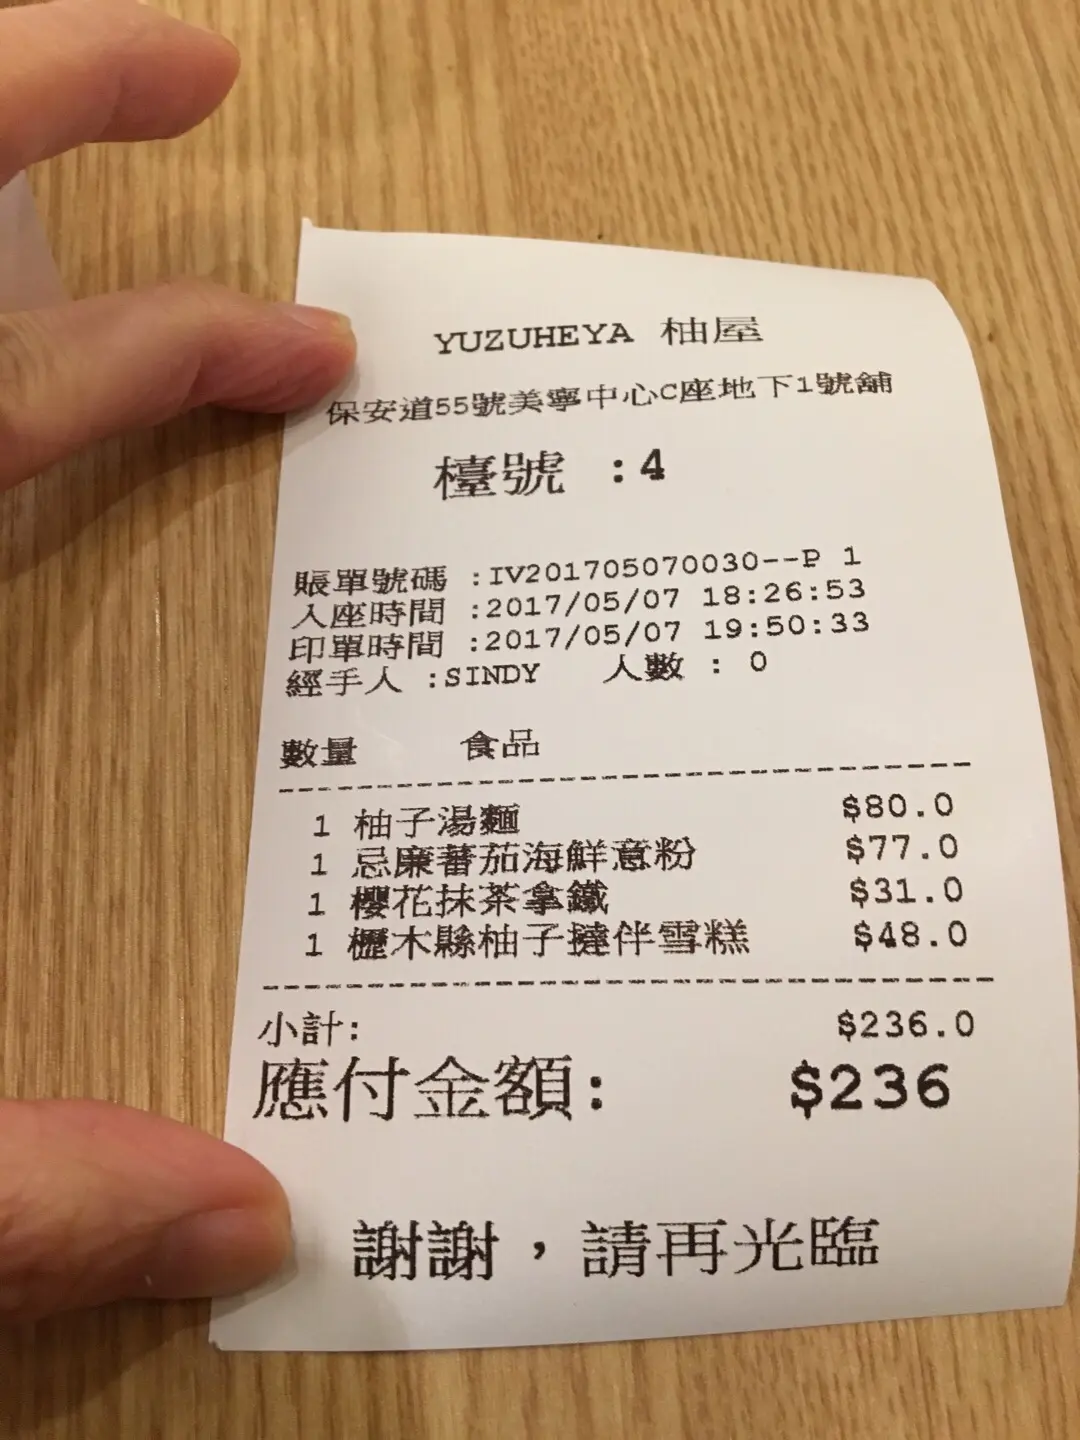 YUZUHEYA 柚屋
保安道55號美寧中心C座地下1號舖
檯號 :4
賬單號碼 :IV201705070030--P 1
入座時間 :2017/05/07 18:26:53
印單時間 :2017/05/07 19:50:33
經手人 :SINDY 人數 : 0
數量 食品
1 柚子湯麵 $80.0
1 忌廉蕃茄海鮮意粉 $77.0
1 櫻花抹茶拿鐵 $31.0
1 櫪木縣柚子撻伴雪糕 $48.0
小計: $236.0
應付金額: $236
謝謝，請再光臨